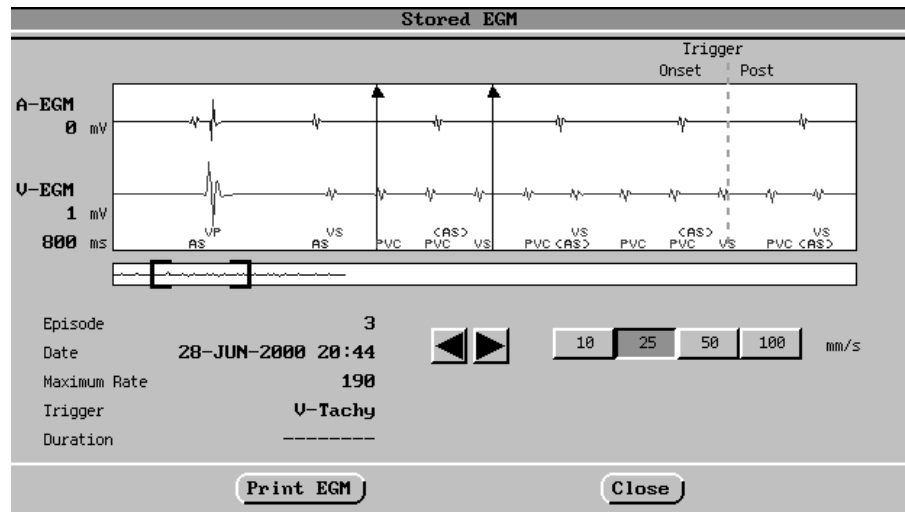 Stored EGM
Trigger
Onset Post
A-EGM
0 mV
V-EGM
1 mV
800 ms
VP VS (AS) VS (AS) VS
AS AS PVC PVC VS PVC (AS) PVC PVC VS PVC (AS)
Episode 3
Date 28-JUN-2000 20:44
Maximum Rate 190
Trigger V-Tachy
Duration --------
10 25 50 100 mm/s
Print EGM Close